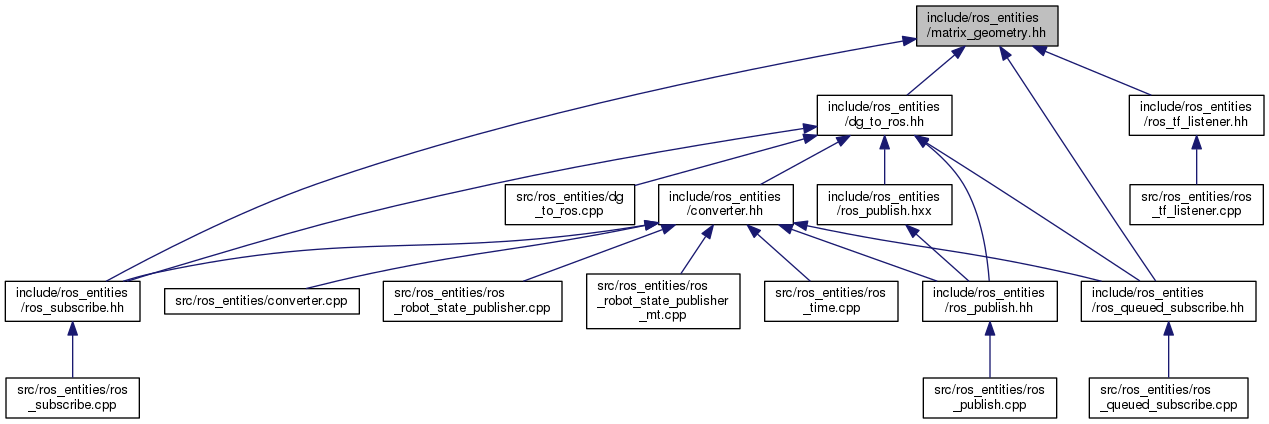 include/ros_entities
/matrix_geometry.hh
include/ros_entities
/dg_to_ros.hh
include/ros_entities
/ros_tf_listener.hh
src/ros_entities/dg
_to_ros.cpp
include/ros_entities
/converter.hh
include/ros_entities
/ros_publish.hxx
src/ros_entities/ros
_tf_listener.cpp
include/ros_entities
/ros_subscribe.hh
src/ros_entities/converter.cpp
src/ros_entities/ros
_robot_state_publisher.cpp
src/ros_entities/ros
_robot_state_publisher
_mt.cpp
src/ros_entities/ros
_time.cpp
include/ros_entities
/ros_publish.hh
include/ros_entities
/ros_queued_subscribe.hh
src/ros_entities/ros
_subscribe.cpp
src/ros_entities/ros
_publish.cpp
src/ros_entities/ros
_queued_subscribe.cpp